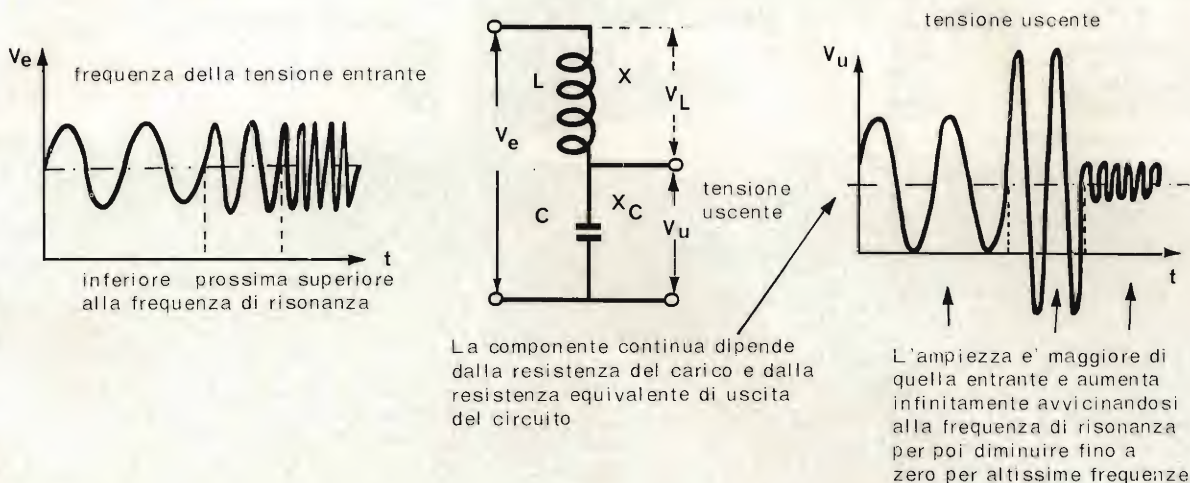 Ve
frequenza della tensione entrante
t
inferiore prossima superiore
alla frequenza di risonanza
L
X
VL
Ve
C
XC
Vu
tensione
uscente
La componente continua dipende
dalla resistenza del carico e dalla
resistenza equivalente di uscita
del circuito
tensione uscente
Vu
t
L'ampiezza e' maggiore di
quella entrante e aumenta
infinitamente avvicinandosi
alla frequenza di risonanza
per poi diminuire fino a
zero per altissime frequenze